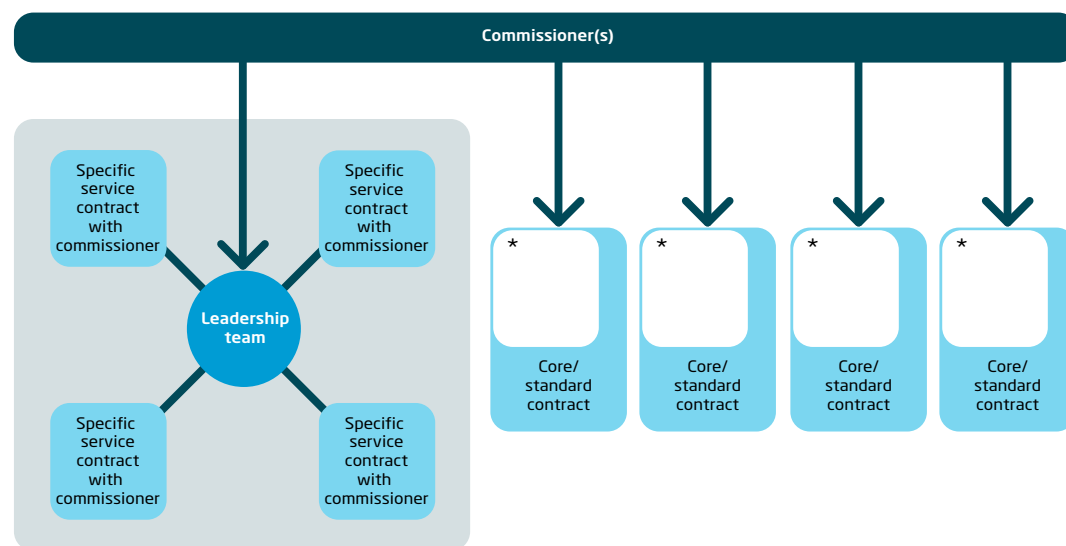 Commissioner(s)
Specific
service
contract
with
commissioner
Specific
service
contract
with
commissioner
Leadership
team
Specific
service
contract
with
commissioner
Specific
service
contract
with
commissioner
*
Core/
standard
contract
*
Core/
standard
contract
*
Core/
standard
contract
*
Core/
standard
contract